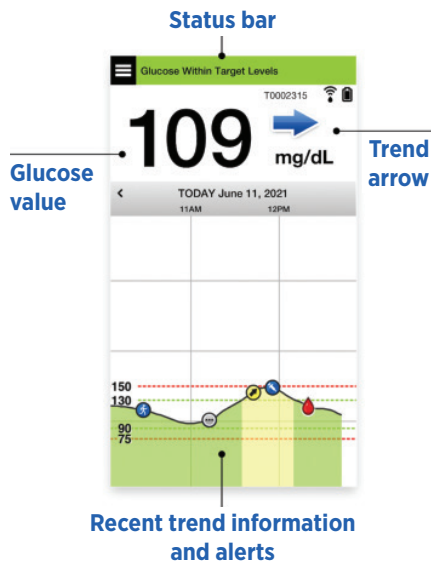 Status bar
Glucose Within Target Levels
T0002315
109
mg/dL
Glucose
value
Trend
arrow
TODAY June 11, 2021
11AM 12PM
150
130
90
75
Recent trend information
and alerts